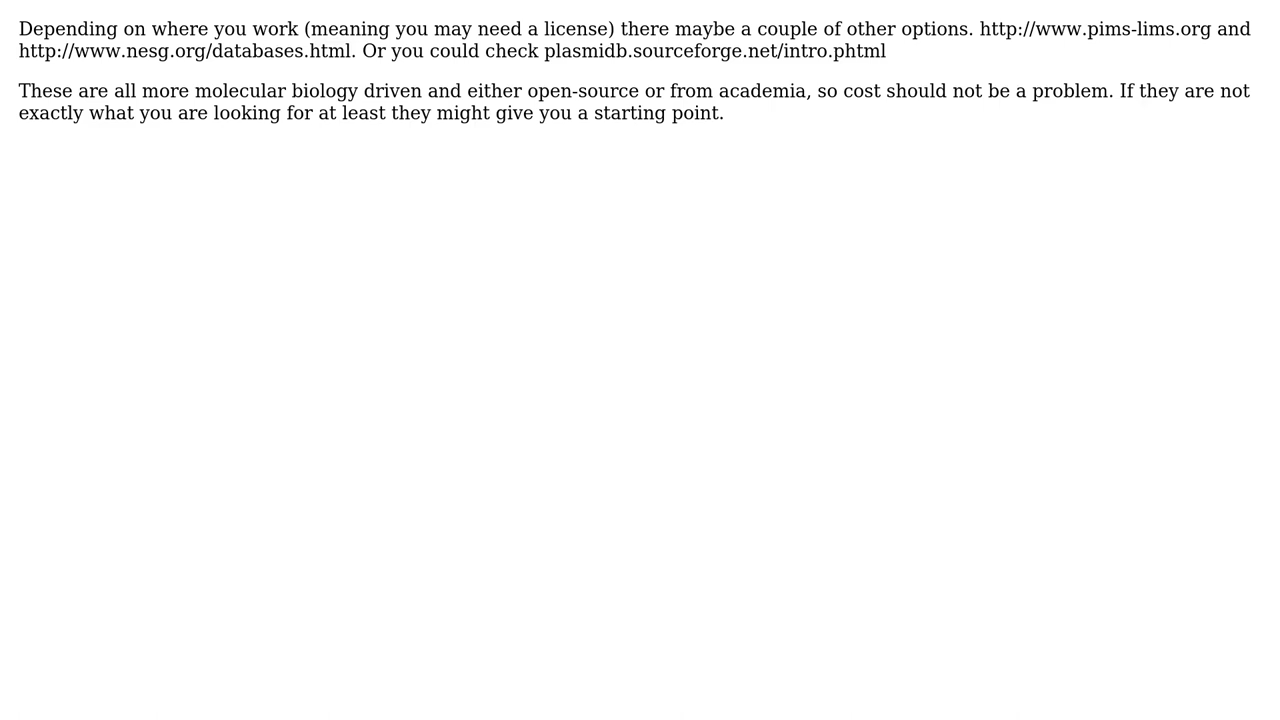 Depending on where you work (meaning you may need a license) there maybe a couple of other options. http://www.pims-lims.org and
http://www.nesg.org/databases.html. Or you could check plasmidb.sourceforge.net/intro.phtml
These are all more molecular biology driven and either open-source or from academia, so cost should not be a problem. If they are not
exactly what you are looking for at least they might give you a starting point.